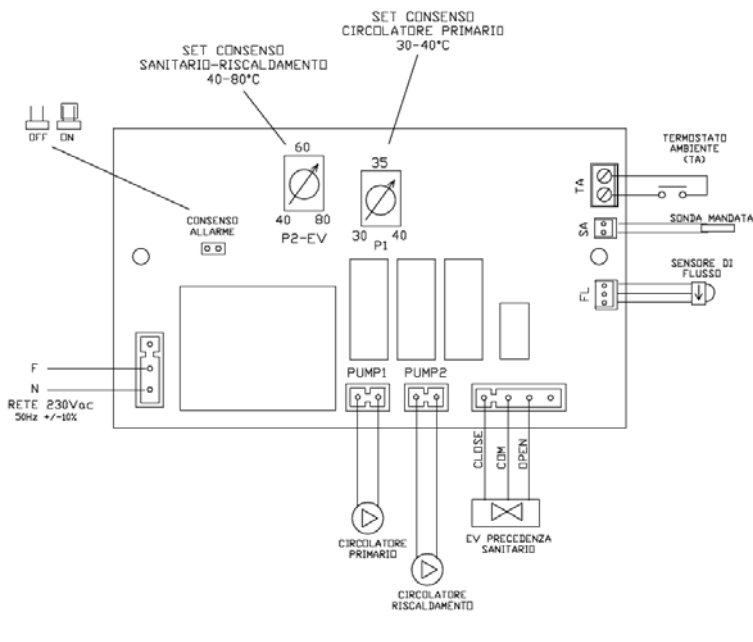 SET CONSENSO
CIRCOLATORE PRIMARIO
30-40°C
SET CONSENSO
SANITARIO-RISCALDAMENTO
40-80°C
OFF ON
60
40 80
P2-EV
35
30 40
P1
CONSENSO
ALLARME
TERMOSTATO
AMBIENTE
(TA)
TA
SONDA MANDATA
SA
SENSORE DI
FLUSSO
FL
F
N
RETE 230Vac
50Hz +/-10%
PUMP1
PUMP2
CLOSE
COM
OPEN
CIRCOLATORE
PRIMARIO
EV PRECEDENZA
SANITARIO
CIRCOLATORE
RISCALDAMENTO